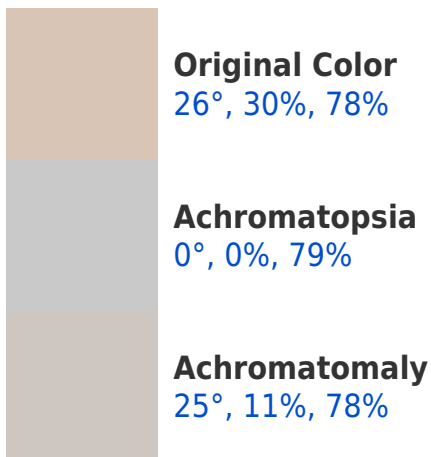 Original Color
26°, 30%, 78%
Achromatopsia
0°, 0%, 79%
Achromatomaly
25°, 11%, 78%